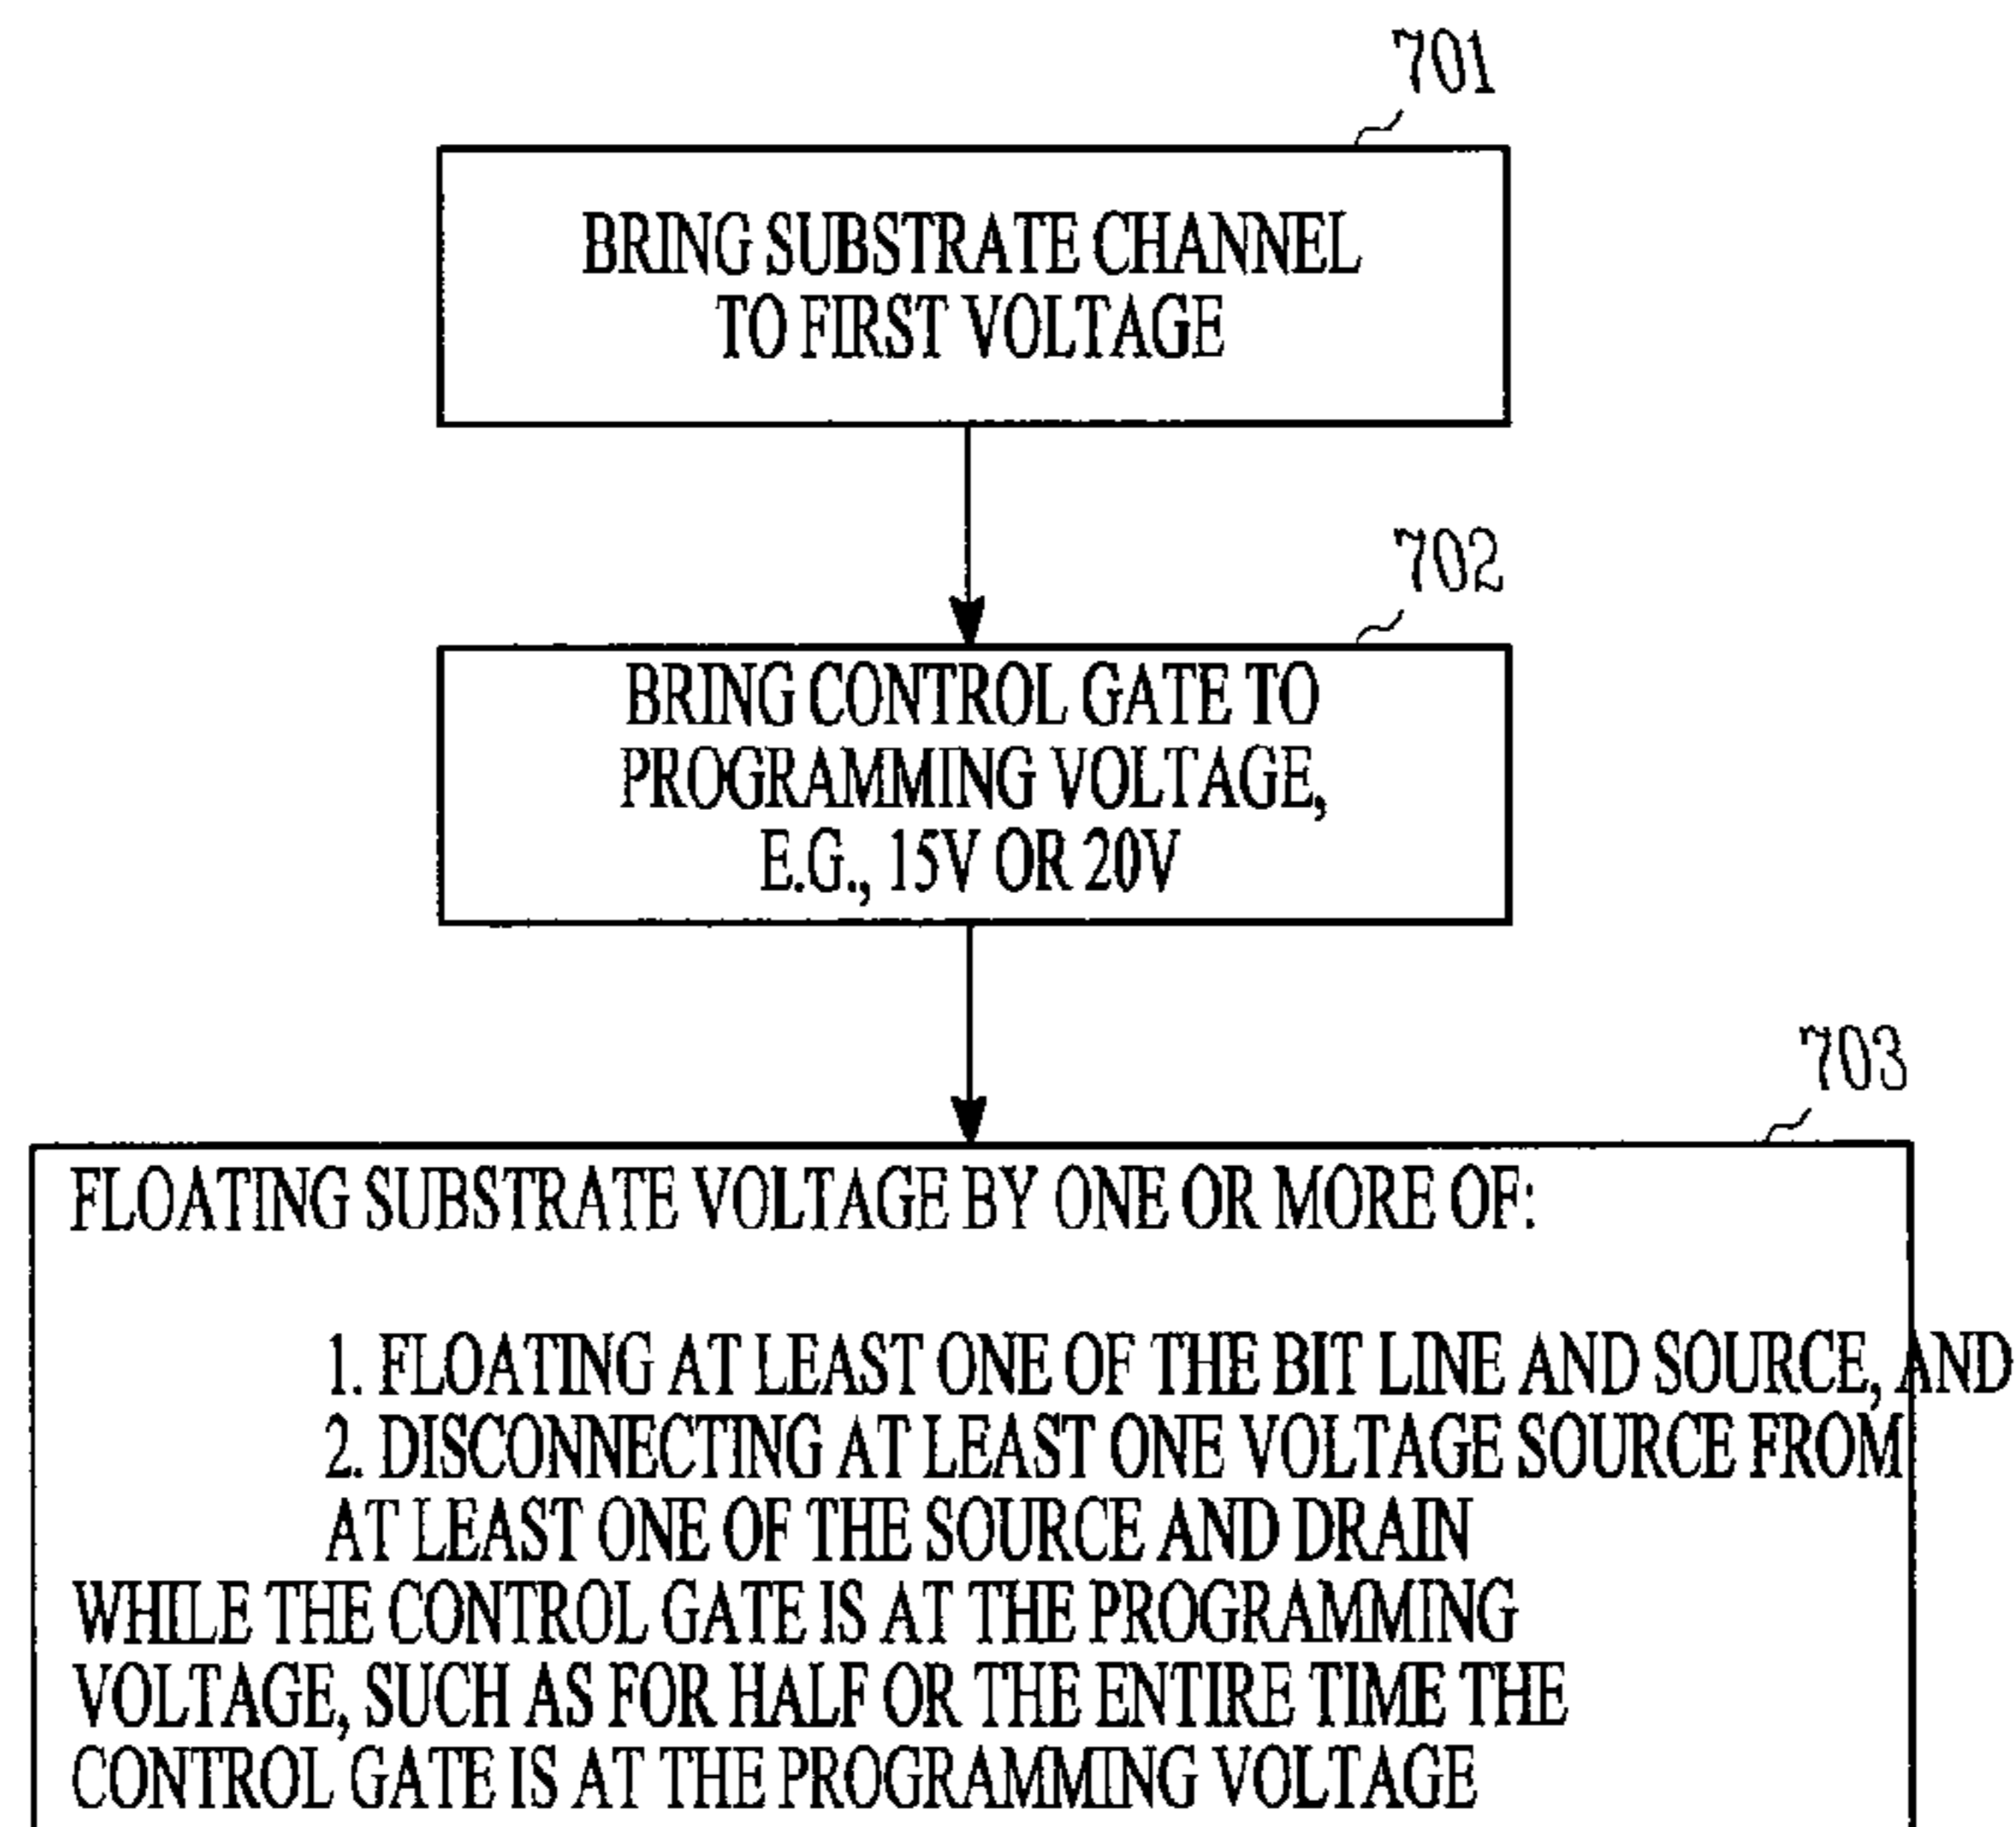 701
BRING SUBSTRATE CHANNEL
TO FIRST VOLTAGE
702
BRING CONTROL GATE TO
PROGRAMMING VOLTAGE,
E.G., 15V OR 20V
703
FLOATING SUBSTRATE VOLTAGE BY ONE OR MORE OF:
1. FLOATING AT LEAST ONE OF THE BIT LINE AND SOURCE, AND
2. DISCONNECTING AT LEAST ONE VOLTAGE SOURCE FROM
AT LEAST ONE OF THE SOURCE AND DRAIN
WHILE THE CONTROL GATE IS AT THE PROGRAMMING
VOLTAGE, SUCH AS FOR HALF OR THE ENTIRE TIME THE
CONTROL GATE IS AT THE PROGRAMMING VOLTAGE